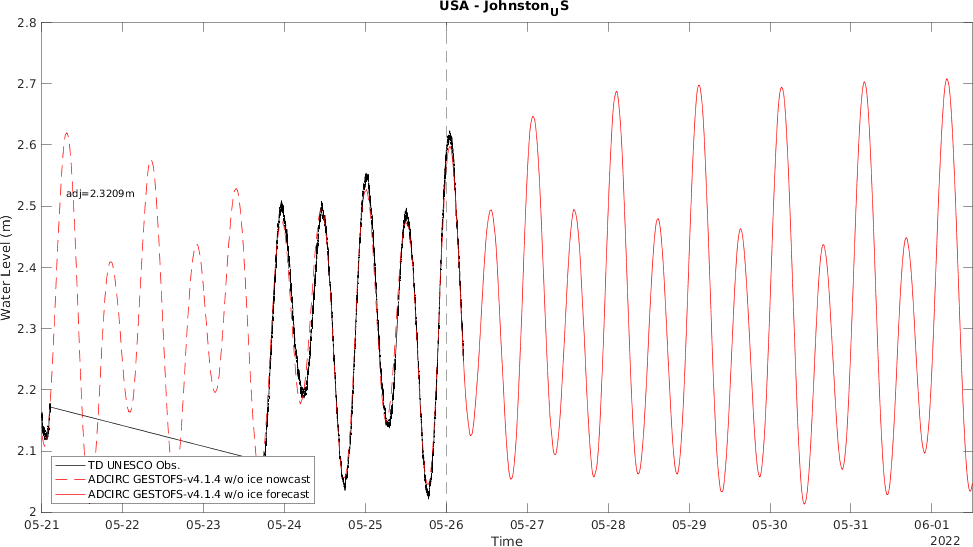 USA - Johnston_US
2.8
2.7
2.6
2.5
2.4
2.3
2.2
2.1
2
Water Level (m)
adj=2.3209m
TD UNESCO Obs.
ADCIRC GESTOFS-v4.1.4 w/o ice nowcast
ADCIRC GESTOFS-v4.1.4 w/o ice forecast
05-21 05-22 05-23 05-24 05-25 05-26 05-27 05-28 05-29 05-30 05-31 06-01
Time
2022